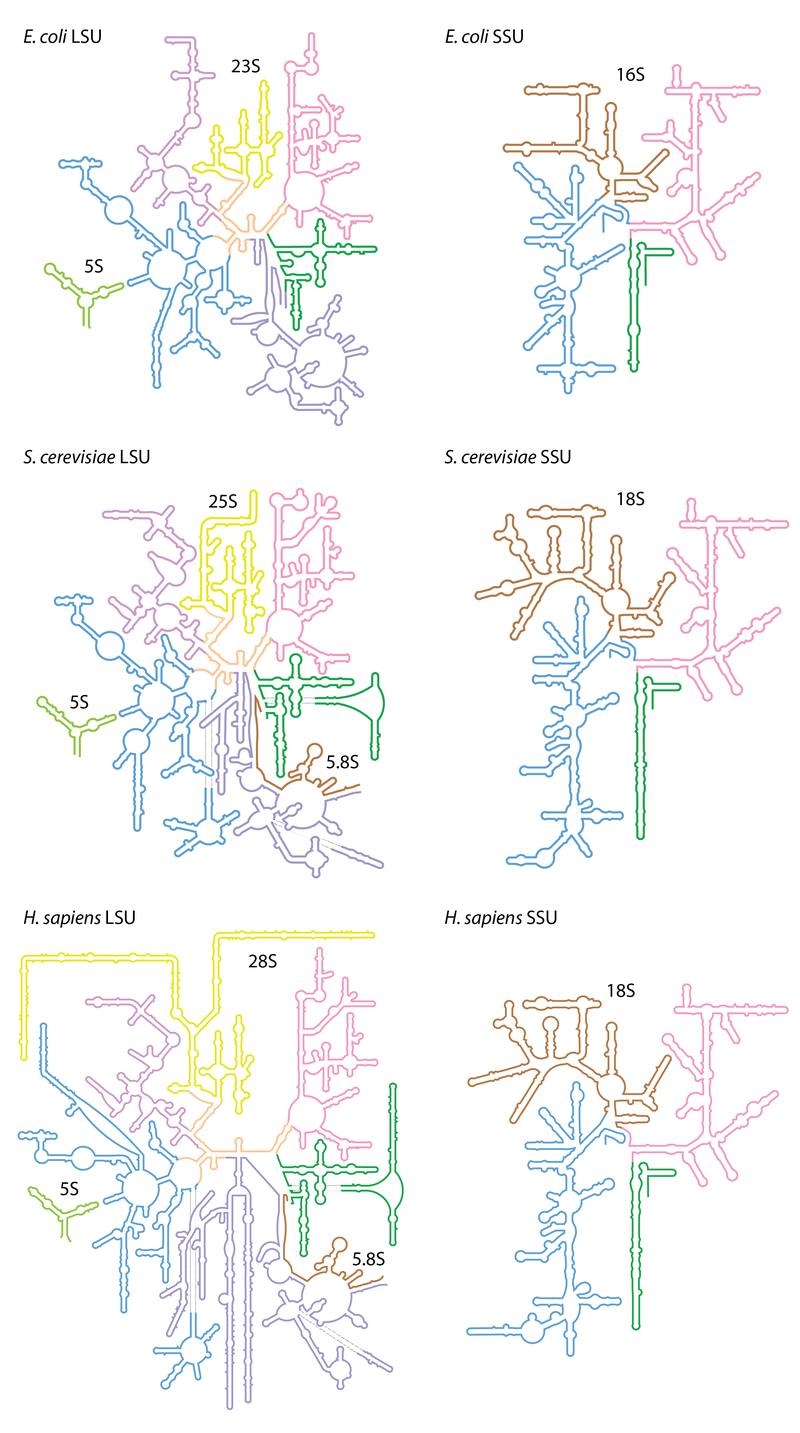 E. coli LSU
E. coli SSU
23S
16S
5S
S. cerevisiae LSU
S. cerevisiae SSU
25S
18S
5S
5.8S
H. sapiens LSU
H. sapiens SSU
28S
18S
5S
5.8S